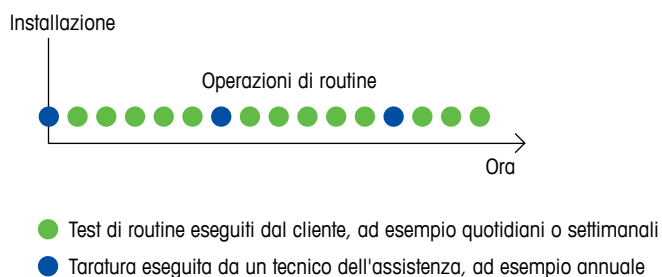 Installazione
Operazioni di routine
Ora
Test di routine eseguiti dal cliente, ad esempio quotidiani o settimanali
Taratura eseguita da un tecnico dell'assistenza, ad esempio annuale